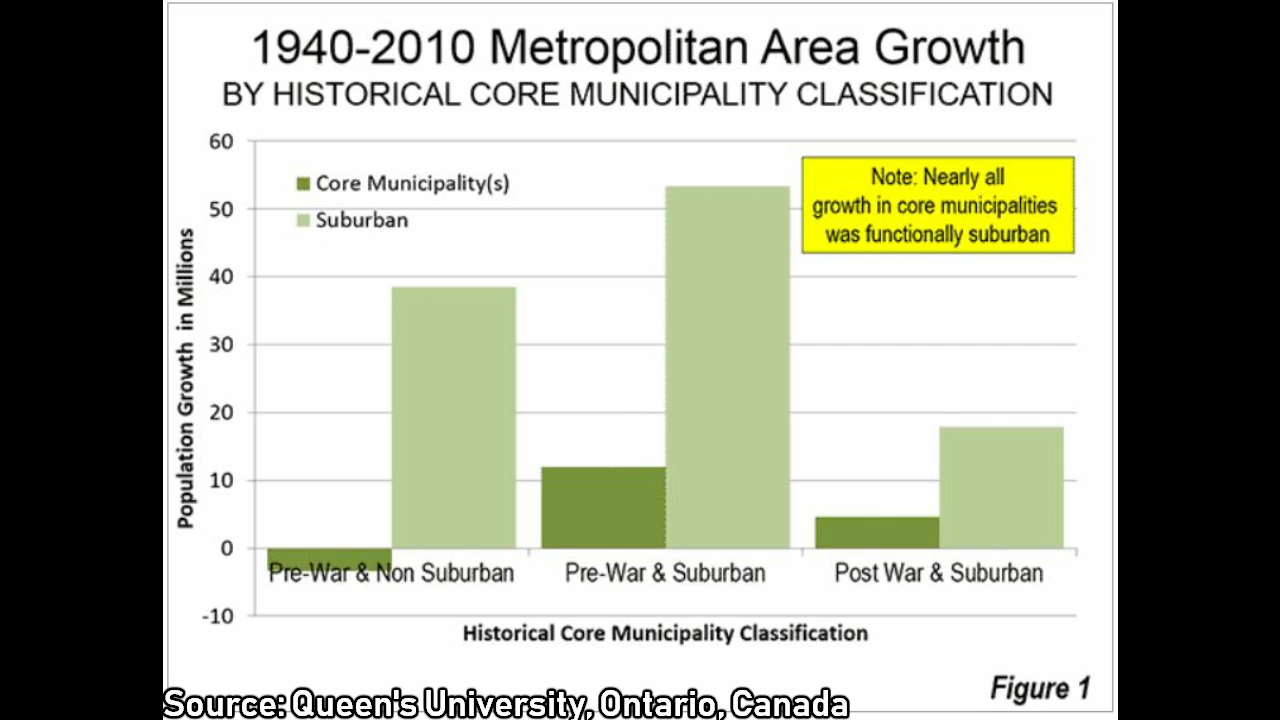 1940-2010 Metropolitan Area Growth
BY HISTORICAL CORE MUNICIPALITY CLASSIFICATION
60
50
40
30
20
10
0
-10
Population Growth in Millions
Core Municipality(s)
Suburban
Note: Nearly all
growth in core municipalities
was functionally suburban
Pre-War & Non Suburban
Pre-War & Suburban
Post War & Suburban
Historical Core Municipality Classification
Figure 1
Source: Queen's University, Ontario, Canada